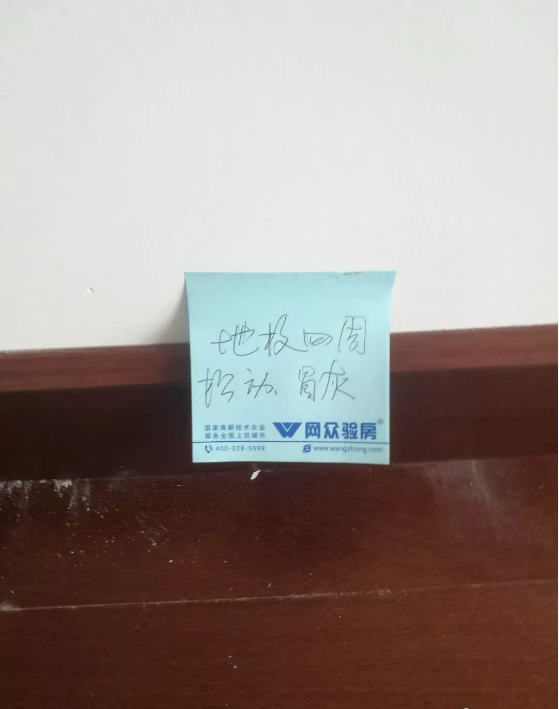 地板四周
松动、冒灰
国家高新技术企业
服务全国上百城市
网众验房®
400-028-5998
www.wangzhong.com